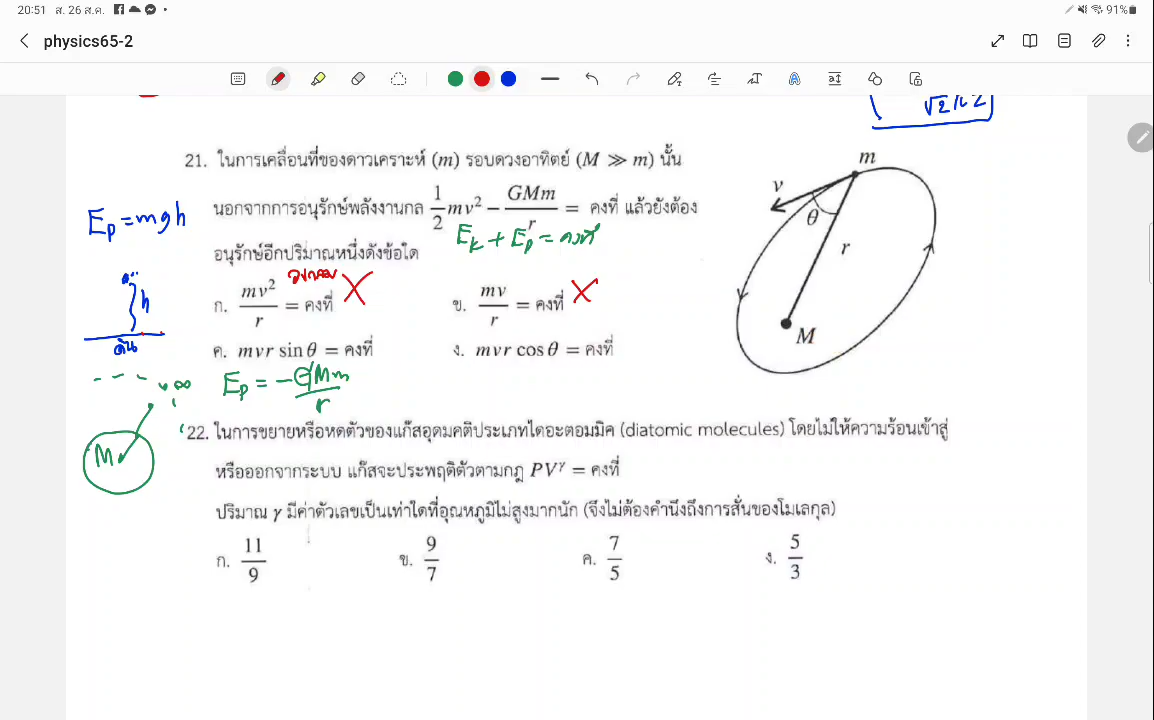 20:51 ส. 26 ส.ค. 91%
physics65-2
√2
21. ในการเคลื่อนที่ของดาวเคราะห์ (m) รอบดวงอาทิตย์ (M ≫ m) นั้น
นอกจากการอนุรักษ์พลังงานกล 1/2 mv² − GMm/r = คงที่ แล้วยังต้อง
E_k + E_p = คงที่
อนุรักษ์อีกปริมาณหนึ่งดังข้อใด
วงกลม
ก. mv²/r = คงที่ ข. mv/r = คงที่
ค. mvr sin θ = คงที่ ง. mvr cos θ = คงที่
E_p = mgh
h
ดิน
E_p = −GMm/r
∞
M
m
v
θ
r
M
22. ในการขยายหรือหดตัวของแก๊สอุดมคติประเภทไดอะตอมมิค (diatomic molecules) โดยไม่ให้ความร้อนเข้าสู่
หรือออกจากระบบ แก๊สจะประพฤติตัวตามกฎ PV^γ = คงที่
ปริมาณ γ มีค่าตัวเลขเป็นเท่าใดที่อุณหภูมิไม่สูงมากนัก (จึงไม่ต้องคำนึงถึงการสั่นของโมเลกุล)
ก. 11/9 ข. 9/7 ค. 7/5 ง. 5/3